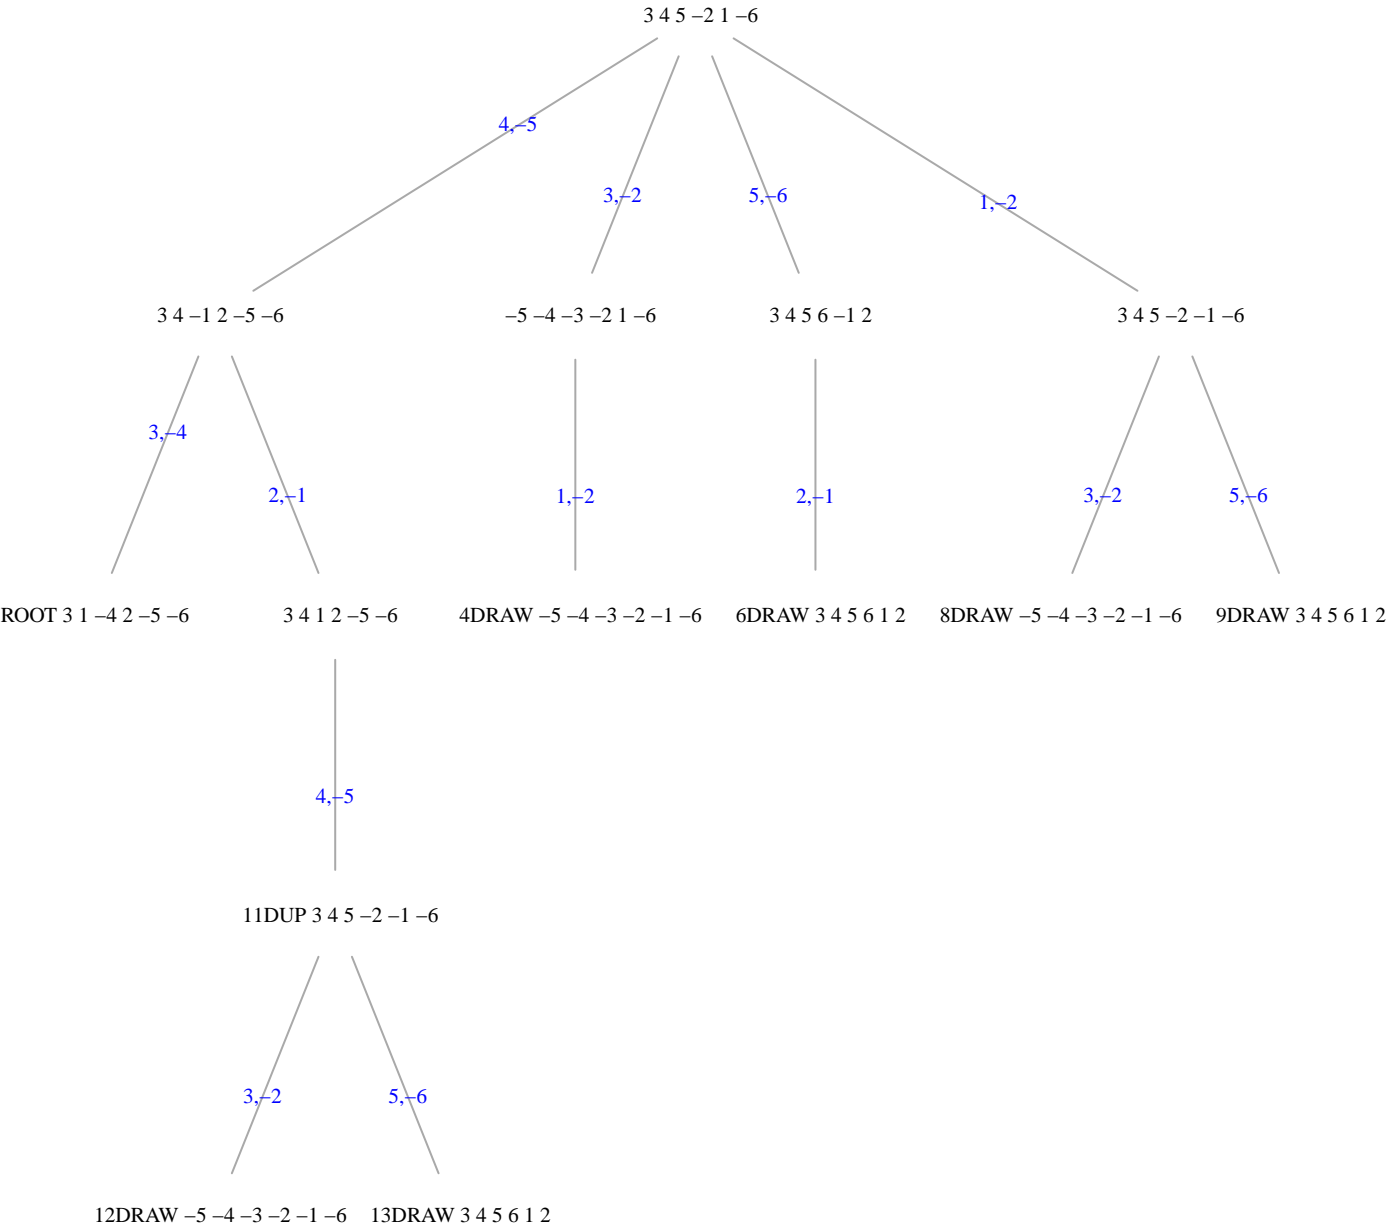 3 4 5 –2 1 –6
4,–5
3,–2
5,–6
1,–2
3 4 –1 2 –5 –6
–5 –4 –3 –2 1 –6
3 4 5 6 –1 2
3 4 5 –2 –1 –6
3,–4
2,–1
1,–2
2,–1
3,–2
5,–6
ROOT 3 1 –4 2 –5 –6
3 4 1 2 –5 –6
4DRAW –5 –4 –3 –2 –1 –6
6DRAW 3 4 5 6 1 2
8DRAW –5 –4 –3 –2 –1 –6
9DRAW 3 4 5 6 1 2
4,–5
11DUP 3 4 5 –2 –1 –6
3,–2
5,–6
12DRAW –5 –4 –3 –2 –1 –6
13DRAW 3 4 5 6 1 2